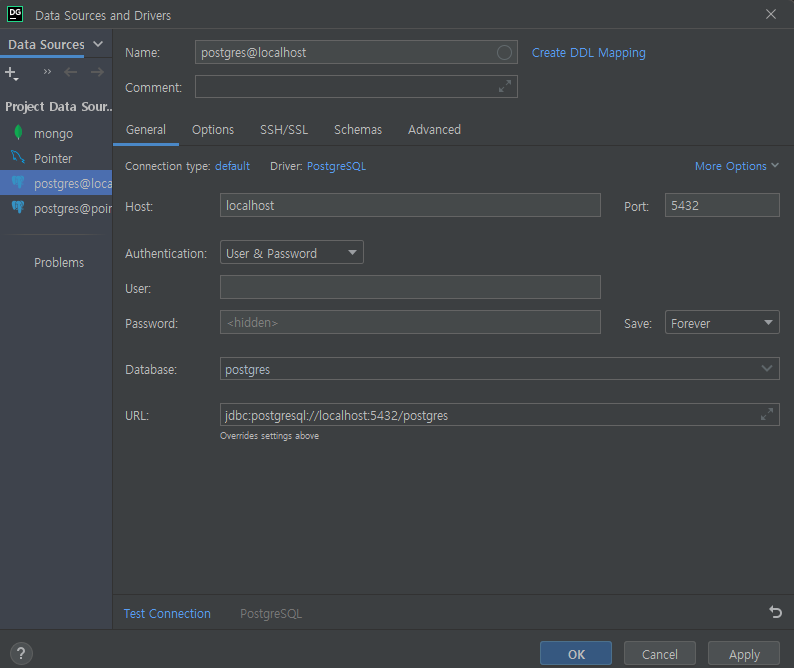 DG Data Sources and Drivers
Data Sources
Name: postgres@localhost Create DDL Mapping
Comment:
Project Data Sour..
mongo
Pointer
postgres@loca
postgres@poin
Problems
General Options SSH/SSL Schemas Advanced
Connection type: default Driver: PostgreSQL More Options
Host: localhost Port: 5432
Authentication: User & Password
User:
Password: <hidden> Save: Forever
Database: postgres
URL: jdbc:postgresql://localhost:5432/postgres
Overrides settings above
Test Connection PostgreSQL
? OK Cancel Apply